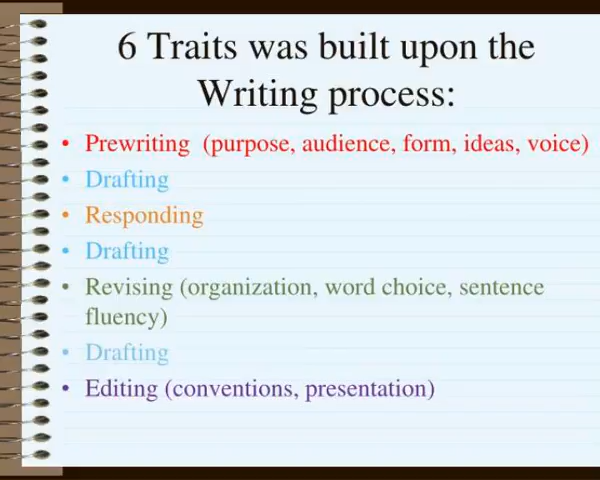 6 Traits was built upon the
Writing process:
• Prewriting (purpose, audience, form, ideas, voice)
• Drafting
• Responding
• Drafting
• Revising (organization, word choice, sentence
fluency)
• Drafting
• Editing (conventions, presentation)